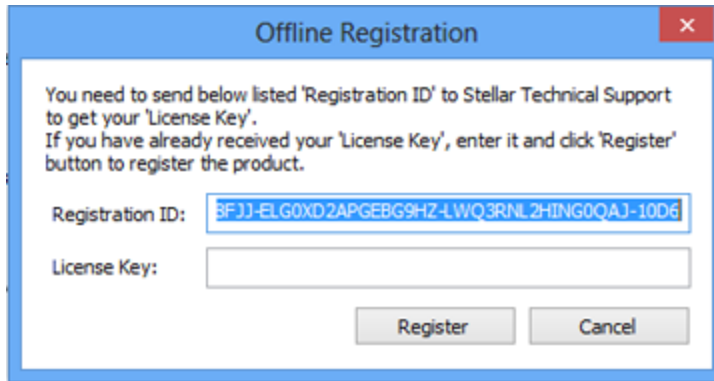 Offline Registration
You need to send below listed 'Registration ID' to Stellar Technical Support
to get your 'License Key'.
If you have already received your 'License Key', enter it and click 'Register'
button to register the product.
Registration ID: 3FJJ-ELG0XD2APGEBG9HZ-LWQ3RNL2HING0QAJ-10D6
License Key:
Register Cancel